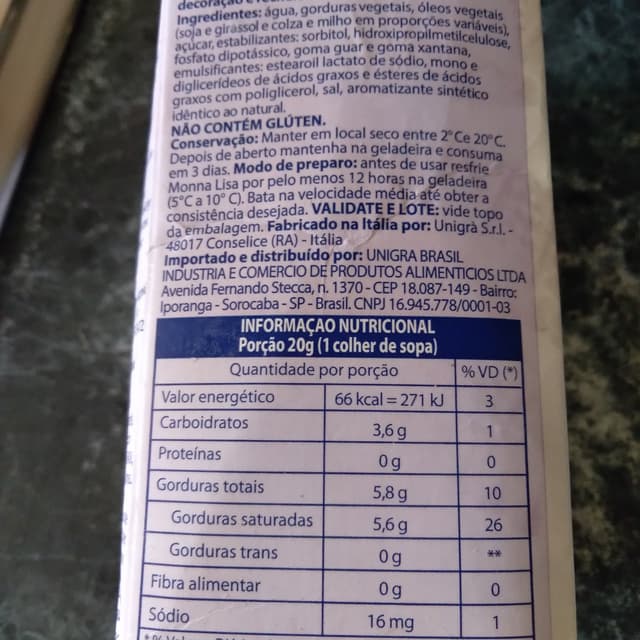 Ingredientes: água, gorduras vegetais, óleos vegetais
(soja e girassol e colza e milho em proporções variáveis),
açúcar, estabilizantes: sorbitol, hidroxipropilmetilcelulose,
fosfato dipotássico, goma guar e goma xantana,
emulsificantes: estearoil lactato de sódio, mono e
diglicerídeos de ácidos graxos e ésteres de ácidos
graxos com poliglicerol, sal, aromatizante sintético
idêntico ao natural.
NÃO CONTÉM GLÚTEN.
Conservação: Manter em local seco entre 2° C e 20° C.
Depois de aberto mantenha na geladeira e consuma
em 3 dias. Modo de preparo: antes de usar resfrie
Monna Lisa por pelo menos 12 horas na geladeira
(5°C a 10° C). Bata na velocidade média até obter a
consistência desejada. VALIDATE E LOTE: vide topo
da embalagem. Fabricado na Itália por: Unigrà S.r.l. -
48017 Conselice (RA) - Itália
Importado e distribuído por: UNIGRA BRASIL
INDUSTRIA E COMERCIO DE PRODUTOS ALIMENTICIOS LTDA
Avenida Fernando Stecca, n. 1370 - CEP 18.087-149 - Bairro:
Iporanga - Sorocaba - SP - Brasil. CNPJ 16.945.778/0001-03
INFORMAÇÃO NUTRICIONAL
Porção 20g (1 colher de sopa)
Quantidade por porção % VD (*)
Valor energético 66 kcal = 271 kJ 3
Carboidratos 3,6 g 1
Proteínas 0 g 0
Gorduras totais 5,8 g 10
Gorduras saturadas 5,6 g 26
Gorduras trans 0 g **
Fibra alimentar 0 g 0
Sódio 16 mg 1